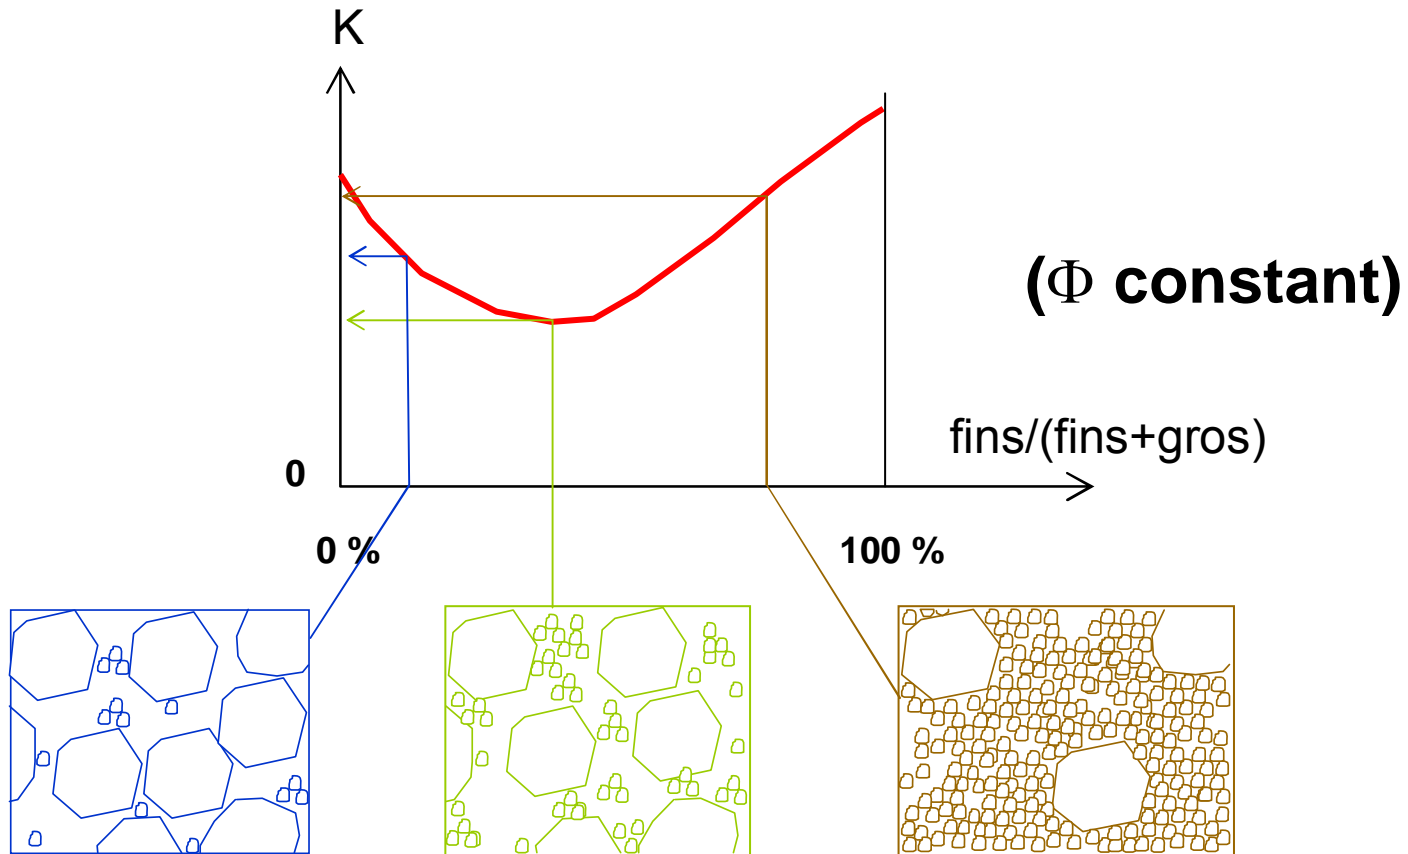 K
(Φ constant)
fins/(fins+gros)
0
0 %
100 %